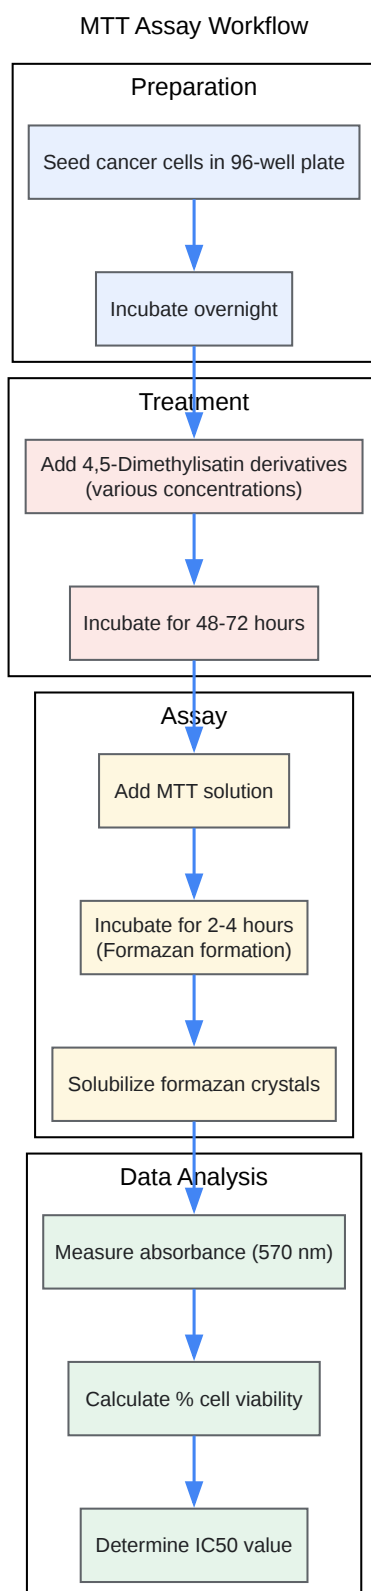 MTT Assay Workflow
Preparation
Seed cancer cells in 96-well plate
Incubate overnight
Treatment
Add 4,5-Dimethylisatin derivatives
(various concentrations)
Incubate for 48-72 hours
Assay
Add MTT solution
Incubate for 2-4 hours
(Formazan formation)
Solubilize formazan crystals
Data Analysis
Measure absorbance (570 nm)
Calculate % cell viability
Determine IC50 value